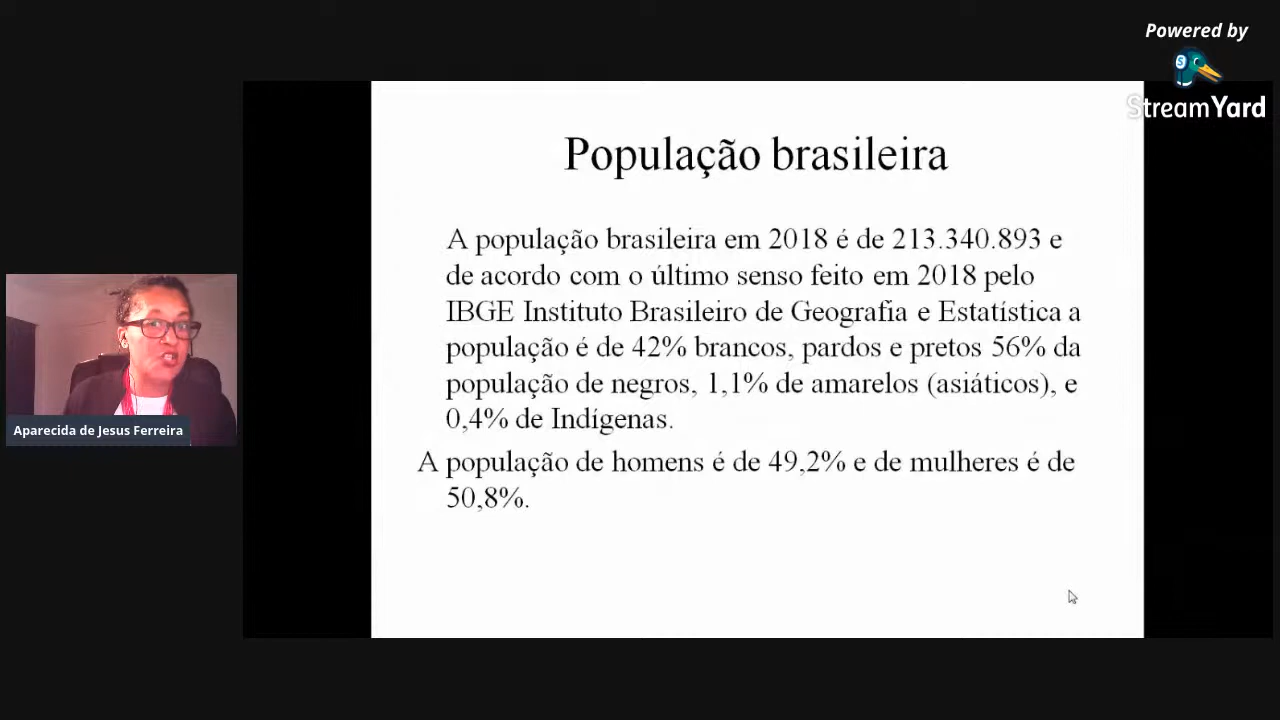 Powered by
StreamYard
População brasileira
A população brasileira em 2018 é de 213.340.893 e
de acordo com o último senso feito em 2018 pelo
IBGE Instituto Brasileiro de Geografia e Estatística a
população é de 42% brancos, pardos e pretos 56% da
população de negros, 1,1% de amarelos (asiáticos), e
0,4% de Indígenas.
A população de homens é de 49,2% e de mulheres é de
50,8%.
Aparecida de Jesus Ferreira